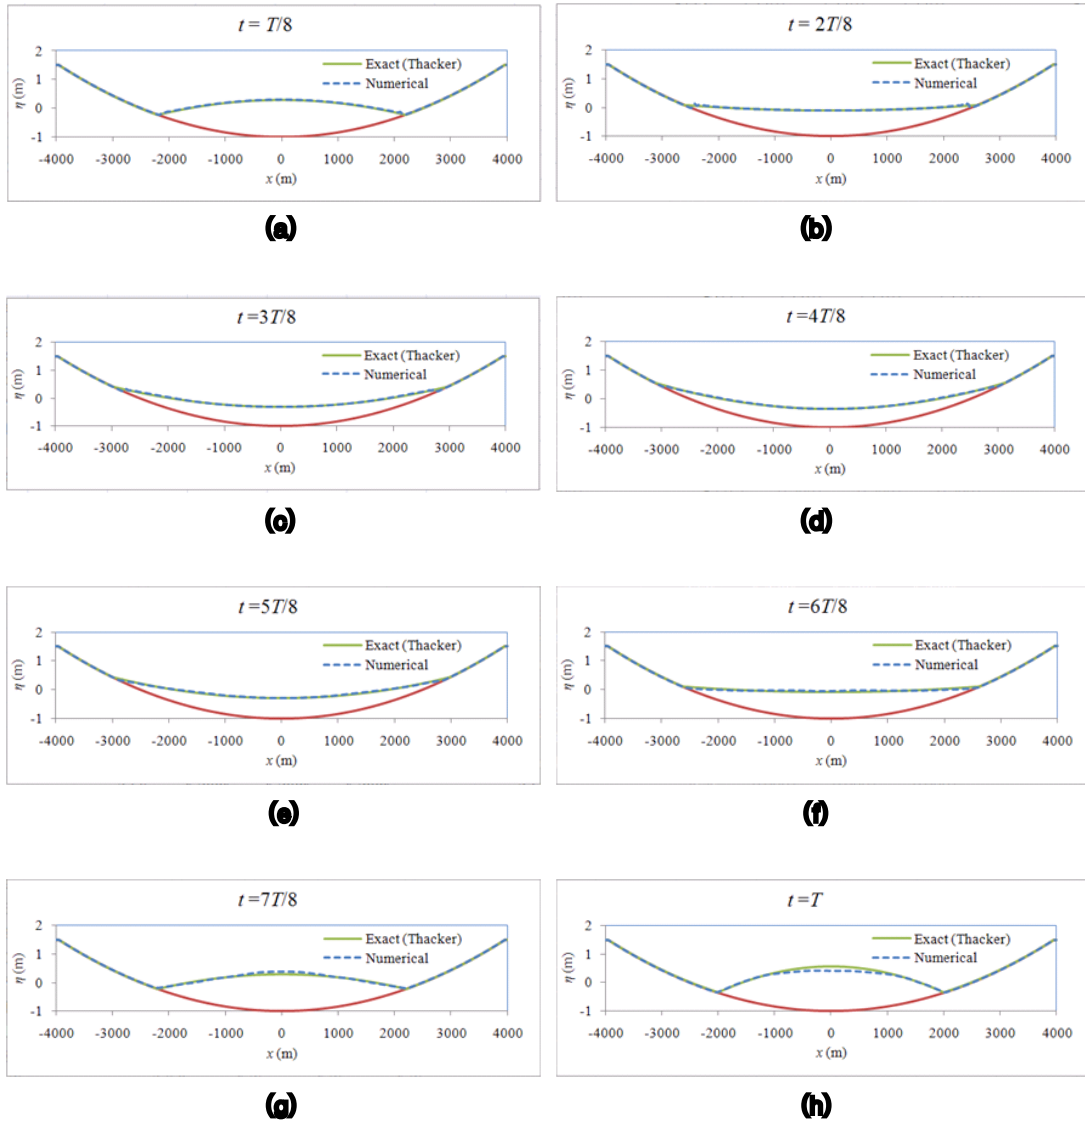 t = T/8
2
1
0
-1
η (m)
Exact (Thacker)
Numerical
-4000 -3000 -2000 -1000 0 1000 2000 3000 4000
x (m)
(a)
t = 2T/8
2
1
0
-1
η (m)
Exact (Thacker)
Numerical
-4000 -3000 -2000 -1000 0 1000 2000 3000 4000
x (m)
(b)
t =3T/8
2
1
0
-1
η (m)
Exact (Thacker)
Numerical
-4000 -3000 -2000 -1000 0 1000 2000 3000 4000
x (m)
(c)
t =4T/8
2
1
0
-1
η (m)
Exact (Thacker)
Numerical
-4000 -3000 -2000 -1000 0 1000 2000 3000 4000
x (m)
(d)
t =5T/8
2
1
0
-1
η (m)
Exact (Thacker)
Numerical
-4000 -3000 -2000 -1000 0 1000 2000 3000 4000
x (m)
(e)
t =6T/8
2
1
0
-1
η (m)
Exact (Thacker)
Numerical
-4000 -3000 -2000 -1000 0 1000 2000 3000 4000
x (m)
(f)
t =7T/8
2
1
0
-1
η (m)
Exact (Thacker)
Numerical
-4000 -3000 -2000 -1000 0 1000 2000 3000 4000
x (m)
(g)
t =T
2
1
0
-1
η (m)
Exact (Thacker)
Numerical
-4000 -3000 -2000 -1000 0 1000 2000 3000 4000
x (m)
(h)